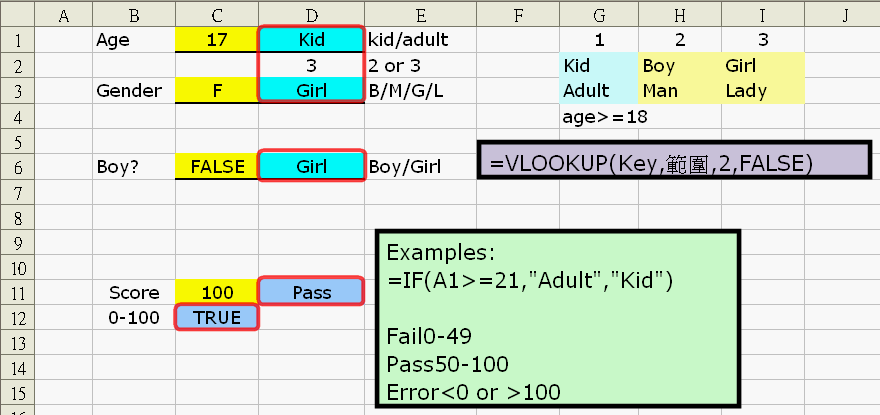 A B C D E F G H I J
1 Age 17 Kid kid/adult 1 2 3
2 3 2 or 3 Kid Boy Girl
3 Gender F Girl B/M/G/L Adult Man Lady
4 age>=18
5
6 Boy? FALSE Girl Boy/Girl =VLOOKUP(Key,範圍,2,FALSE)
7
8
9 Examples:
10 =IF(A1>=21,"Adult","Kid")
11 Score 100 Pass
12 0-100 TRUE Fail0-49
13 Pass50-100
14 Error<0 or >100
15